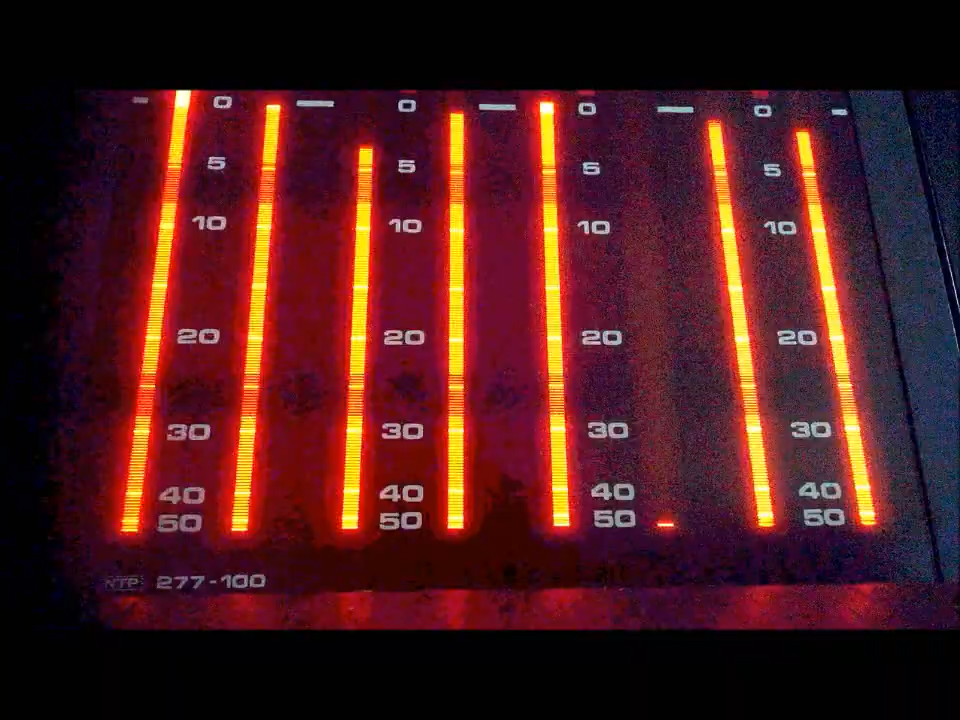 - 0 — 0 — 0 — 0 -
5 5 5 5
10 10 10 10
20 20 20 20
30 30 30 30
40 40 40 40
50 50 50 50
NTP 277-100